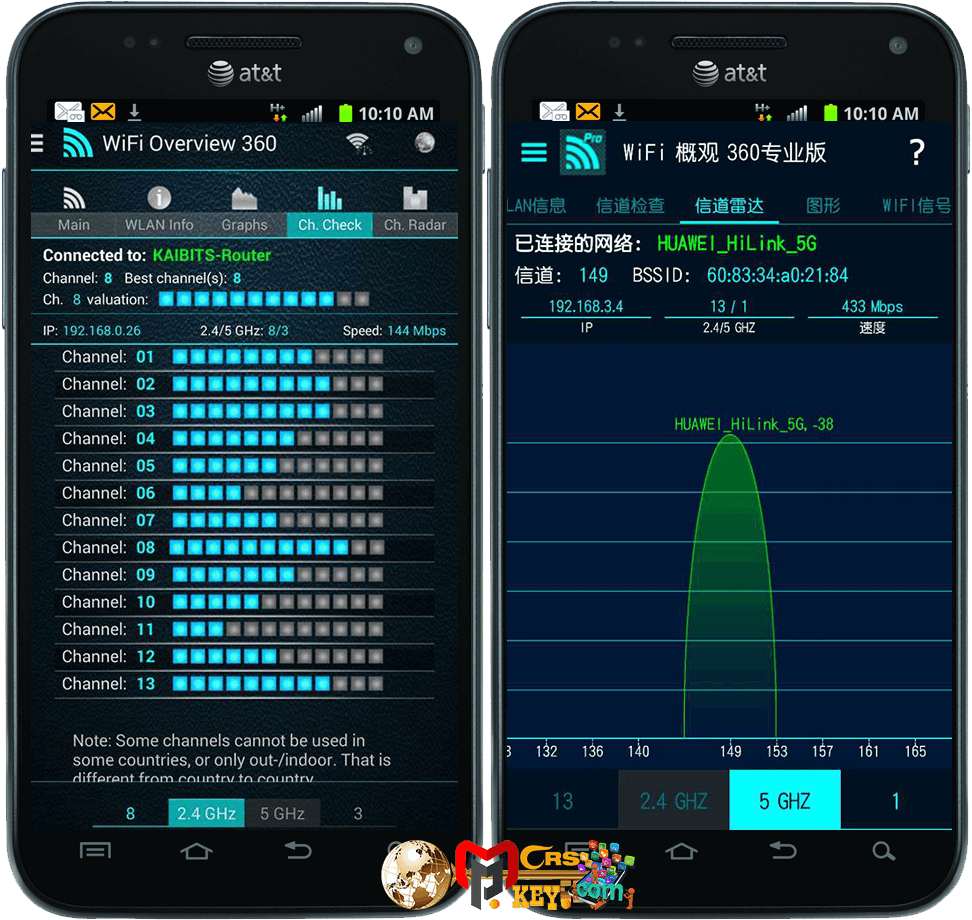 at&t
H+ 10:10 AM
WiFi Overview 360
Main WLAN Info Graphs Ch. Check Ch. Radar
Connected to: KAIBITS-Router
Channel: 8 Best channel(s): 8
Ch. 8 valuation:
IP: 192.168.0.26 2.4/5 GHz: 8/3 Speed: 144 Mbps
Channel: 01
Channel: 02
Channel: 03
Channel: 04
Channel: 05
Channel: 06
Channel: 07
Channel: 08
Channel: 09
Channel: 10
Channel: 11
Channel: 12
Channel: 13
Note: Some channels cannot be used in
some countries, or only out-/indoor. That is
different from country to country.
8 2.4 GHz 5 GHz 3
at&t
H+ 10:10 AM
Pro WiFi 概观 360专业版 ?
LAN信息 信道检查 信道雷达 图形 WIFI信号
已连接的网络: HUAWEI_HiLink_5G
信道: 149 BSSID: 60:83:34:a0:21:84
192.168.3.4 13 / 1 433 Mbps
IP 2.4/5 GHZ 速度
HUAWEI_HiLink_5G, -38
3 132 136 140 149 153 157 161 165
13 2.4 GHZ 5 GHZ 1
CRS
KEY
.com